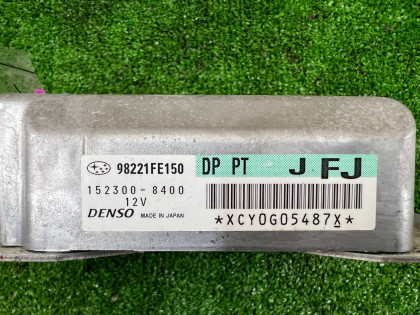 98221FE150 DP PT J FJ
152300-8400
12V
DENSO MADE IN JAPAN
*XCY0G05487X*